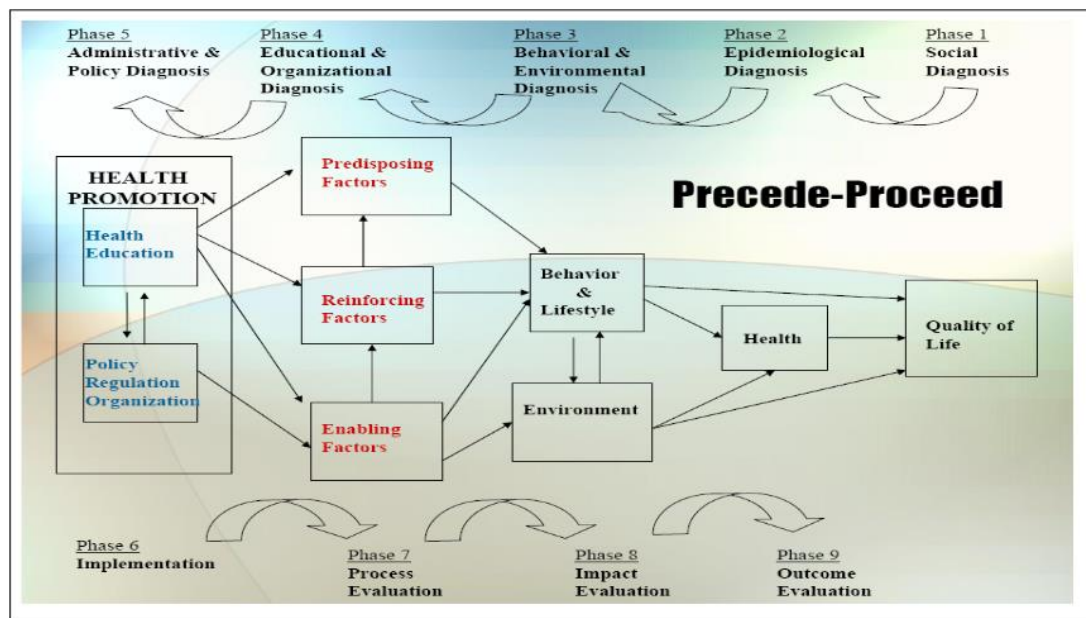 Phase 5
Administrative &
Policy Diagnosis
Phase 4
Educational &
Organizational
Diagnosis
Phase 3
Behavioral &
Environmental
Diagnosis
Phase 2
Epidemiological
Diagnosis
Phase 1
Social
Diagnosis
HEALTH
PROMOTION
Health
Education
Policy
Regulation
Organization
Predisposing
Factors
Reinforcing
Factors
Enabling
Factors
Precede-Proceed
Behavior
&
Lifestyle
Environment
Health
Quality of
Life
Phase 6
Implementation
Phase 7
Process
Evaluation
Phase 8
Impact
Evaluation
Phase 9
Outcome
Evaluation